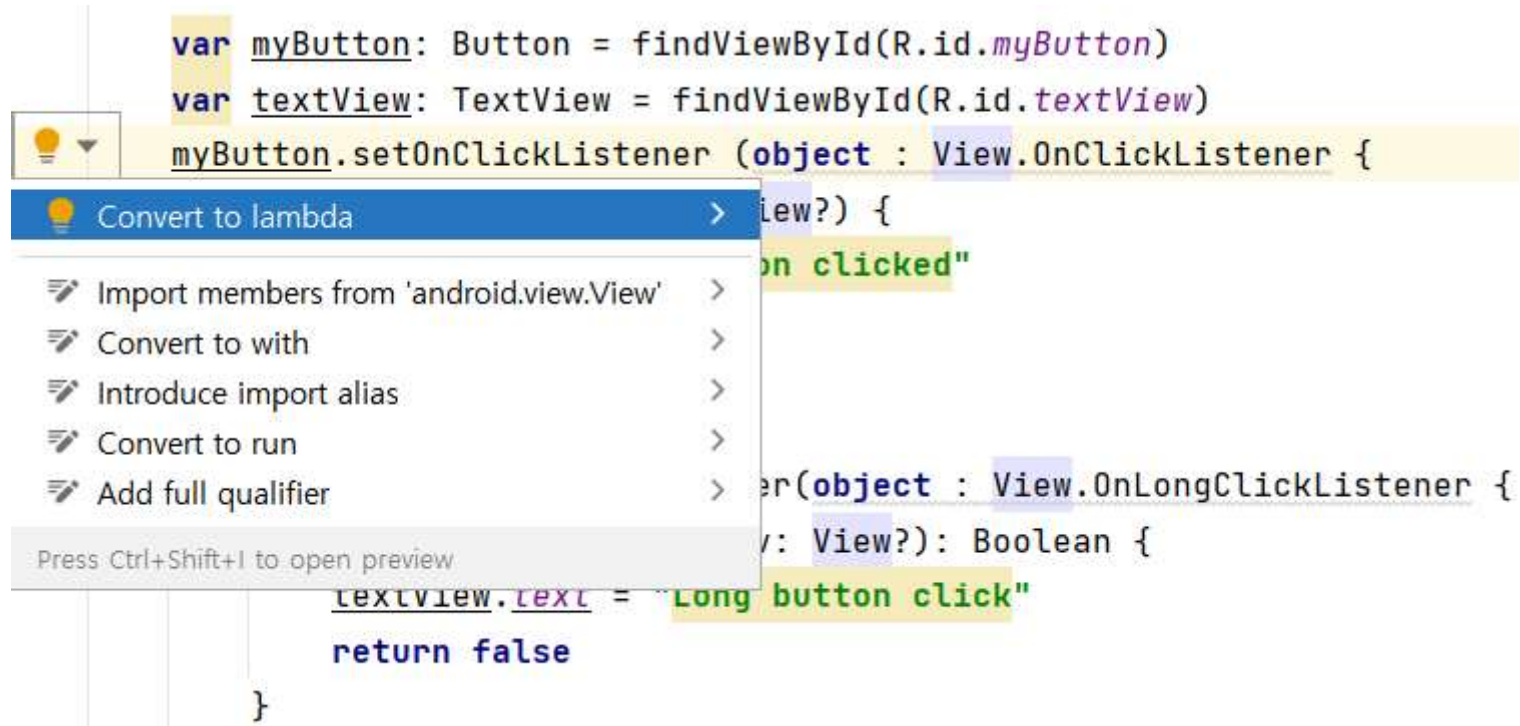 var myButton: Button = findViewById(R.id.myButton)
var textView: TextView = findViewById(R.id.textView)
myButton.setOnClickListener (object : View.OnClickListener {
Convert to lambda
iew?) {
on clicked"
Import members from 'android.view.View'
Convert to with
Introduce import alias
Convert to run
Add full qualifier
er(object : View.OnLongClickListener {
: View?): Boolean {
Press Ctrl+Shift+I to open preview
textView.text = "Long button click"
return false
}